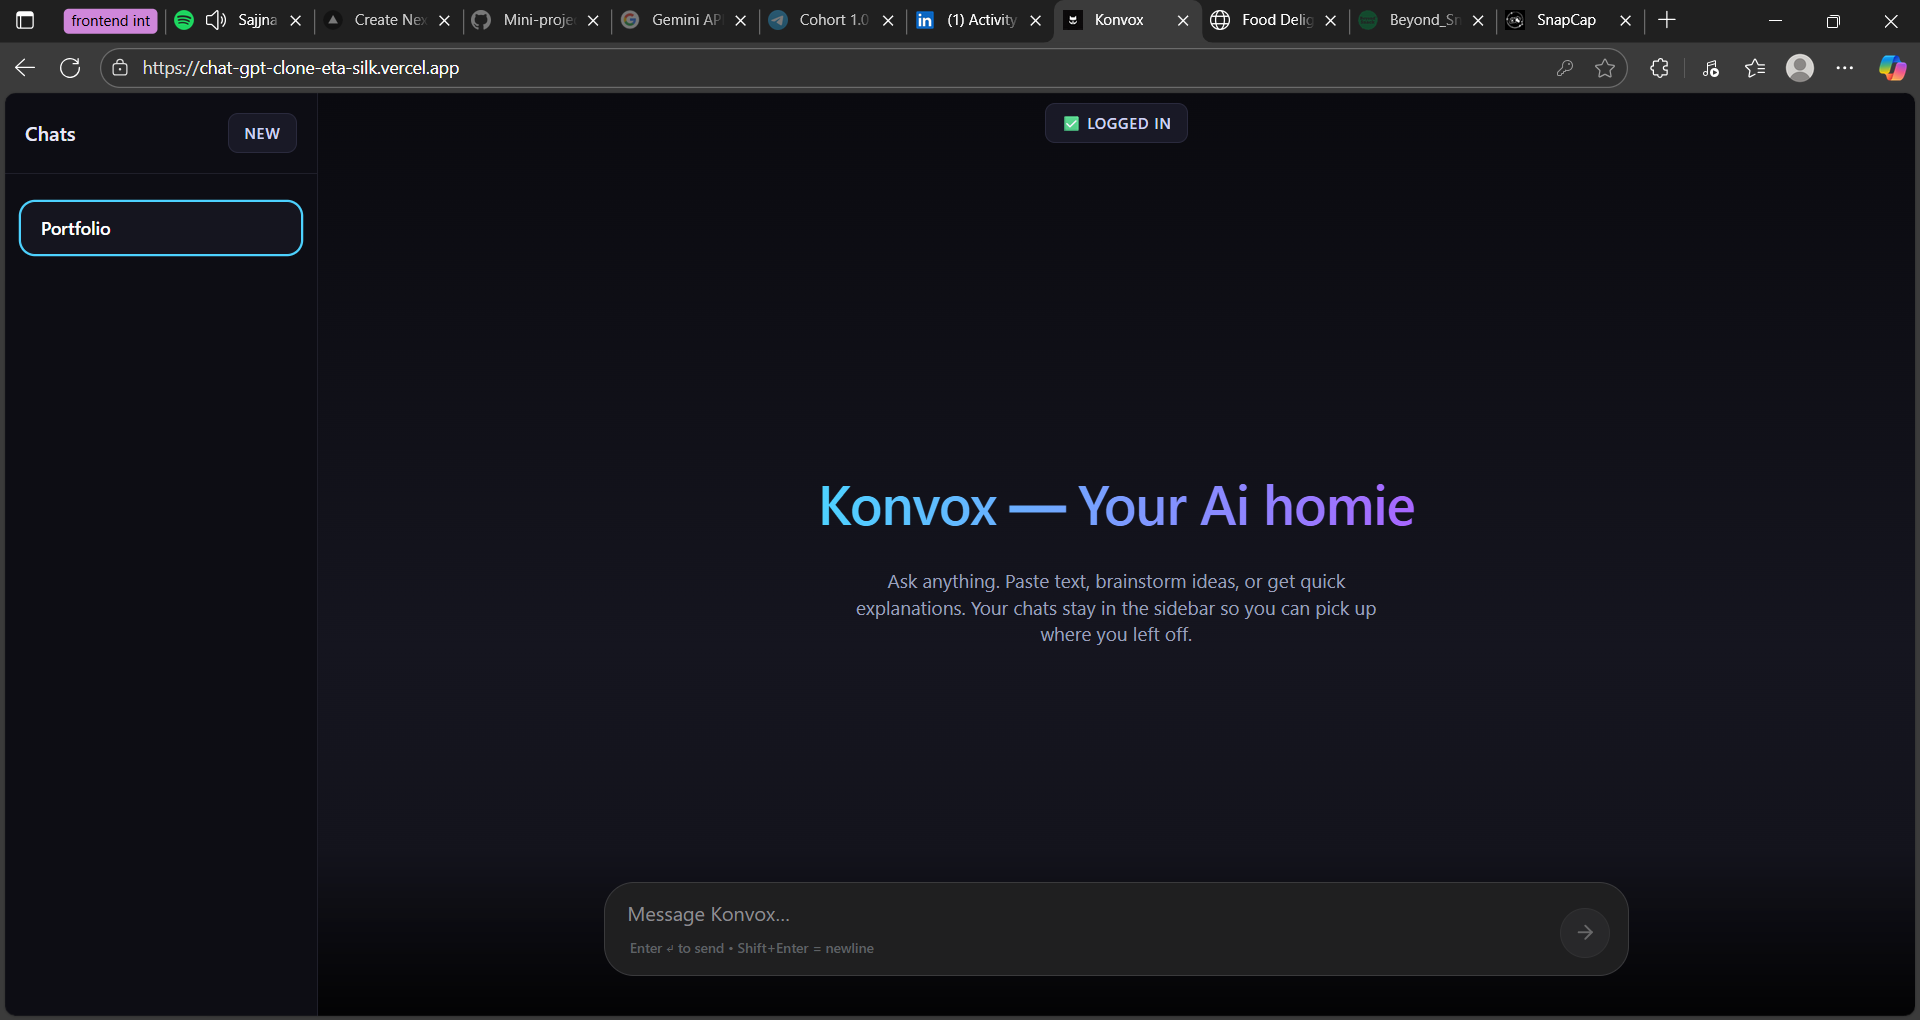 frontend int
Sajjna
Create Nex
Mini-proje
Gemini AP
Cohort 1.0
(1) Activity
Konvox
Food Delig
Beyond_Sn
SnapCap
https://chat-gpt-clone-eta-silk.vercel.app
Chats
NEW
✅ LOGGED IN
Portfolio
Konvox — Your Ai homie
Ask anything. Paste text, brainstorm ideas, or get quick
explanations. Your chats stay in the sidebar so you can pick up
where you left off.
Message Konvox...
Enter ↵ to send • Shift+Enter = newline